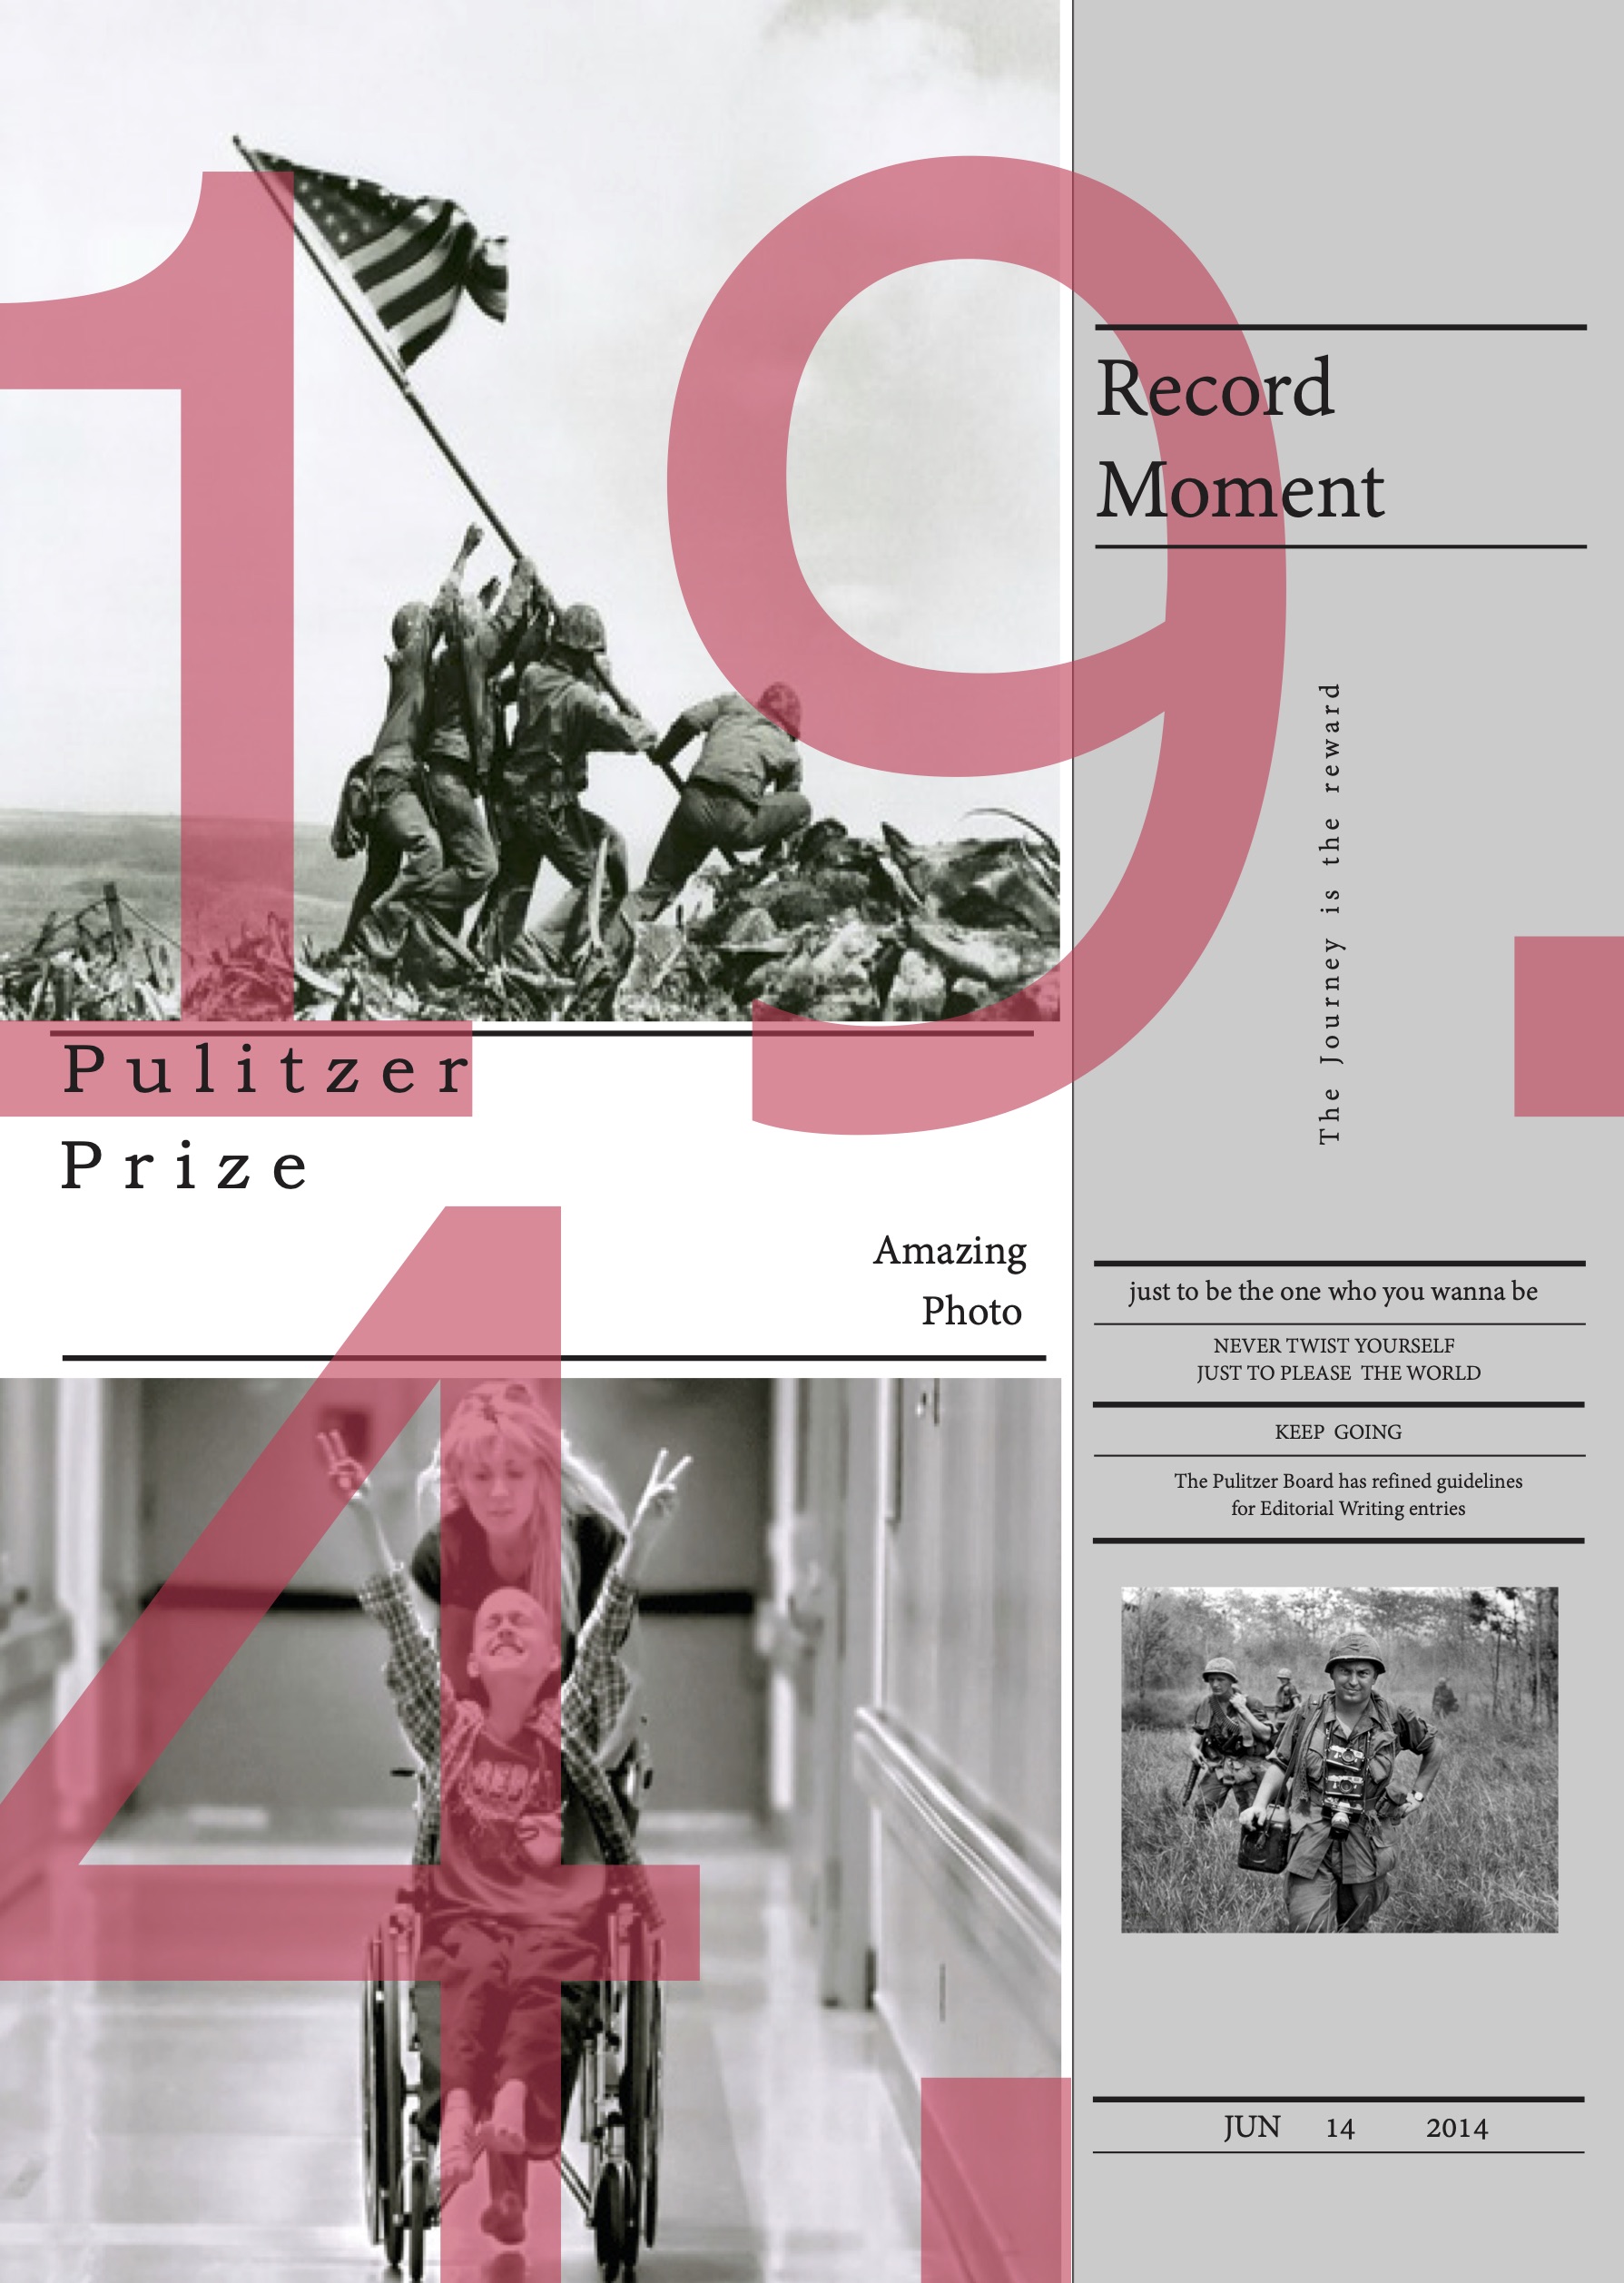 19.
Record
Moment
The Journey is the reward
Pulitzer
Prize
4.
Amazing
Photo
just to be the one who you wanna be
NEVER TWIST YOURSELF
JUST TO PLEASE THE WORLD
KEEP GOING
The Pulitzer Board has refined guidelines
for Editorial Writing entries
JUN 14 2014